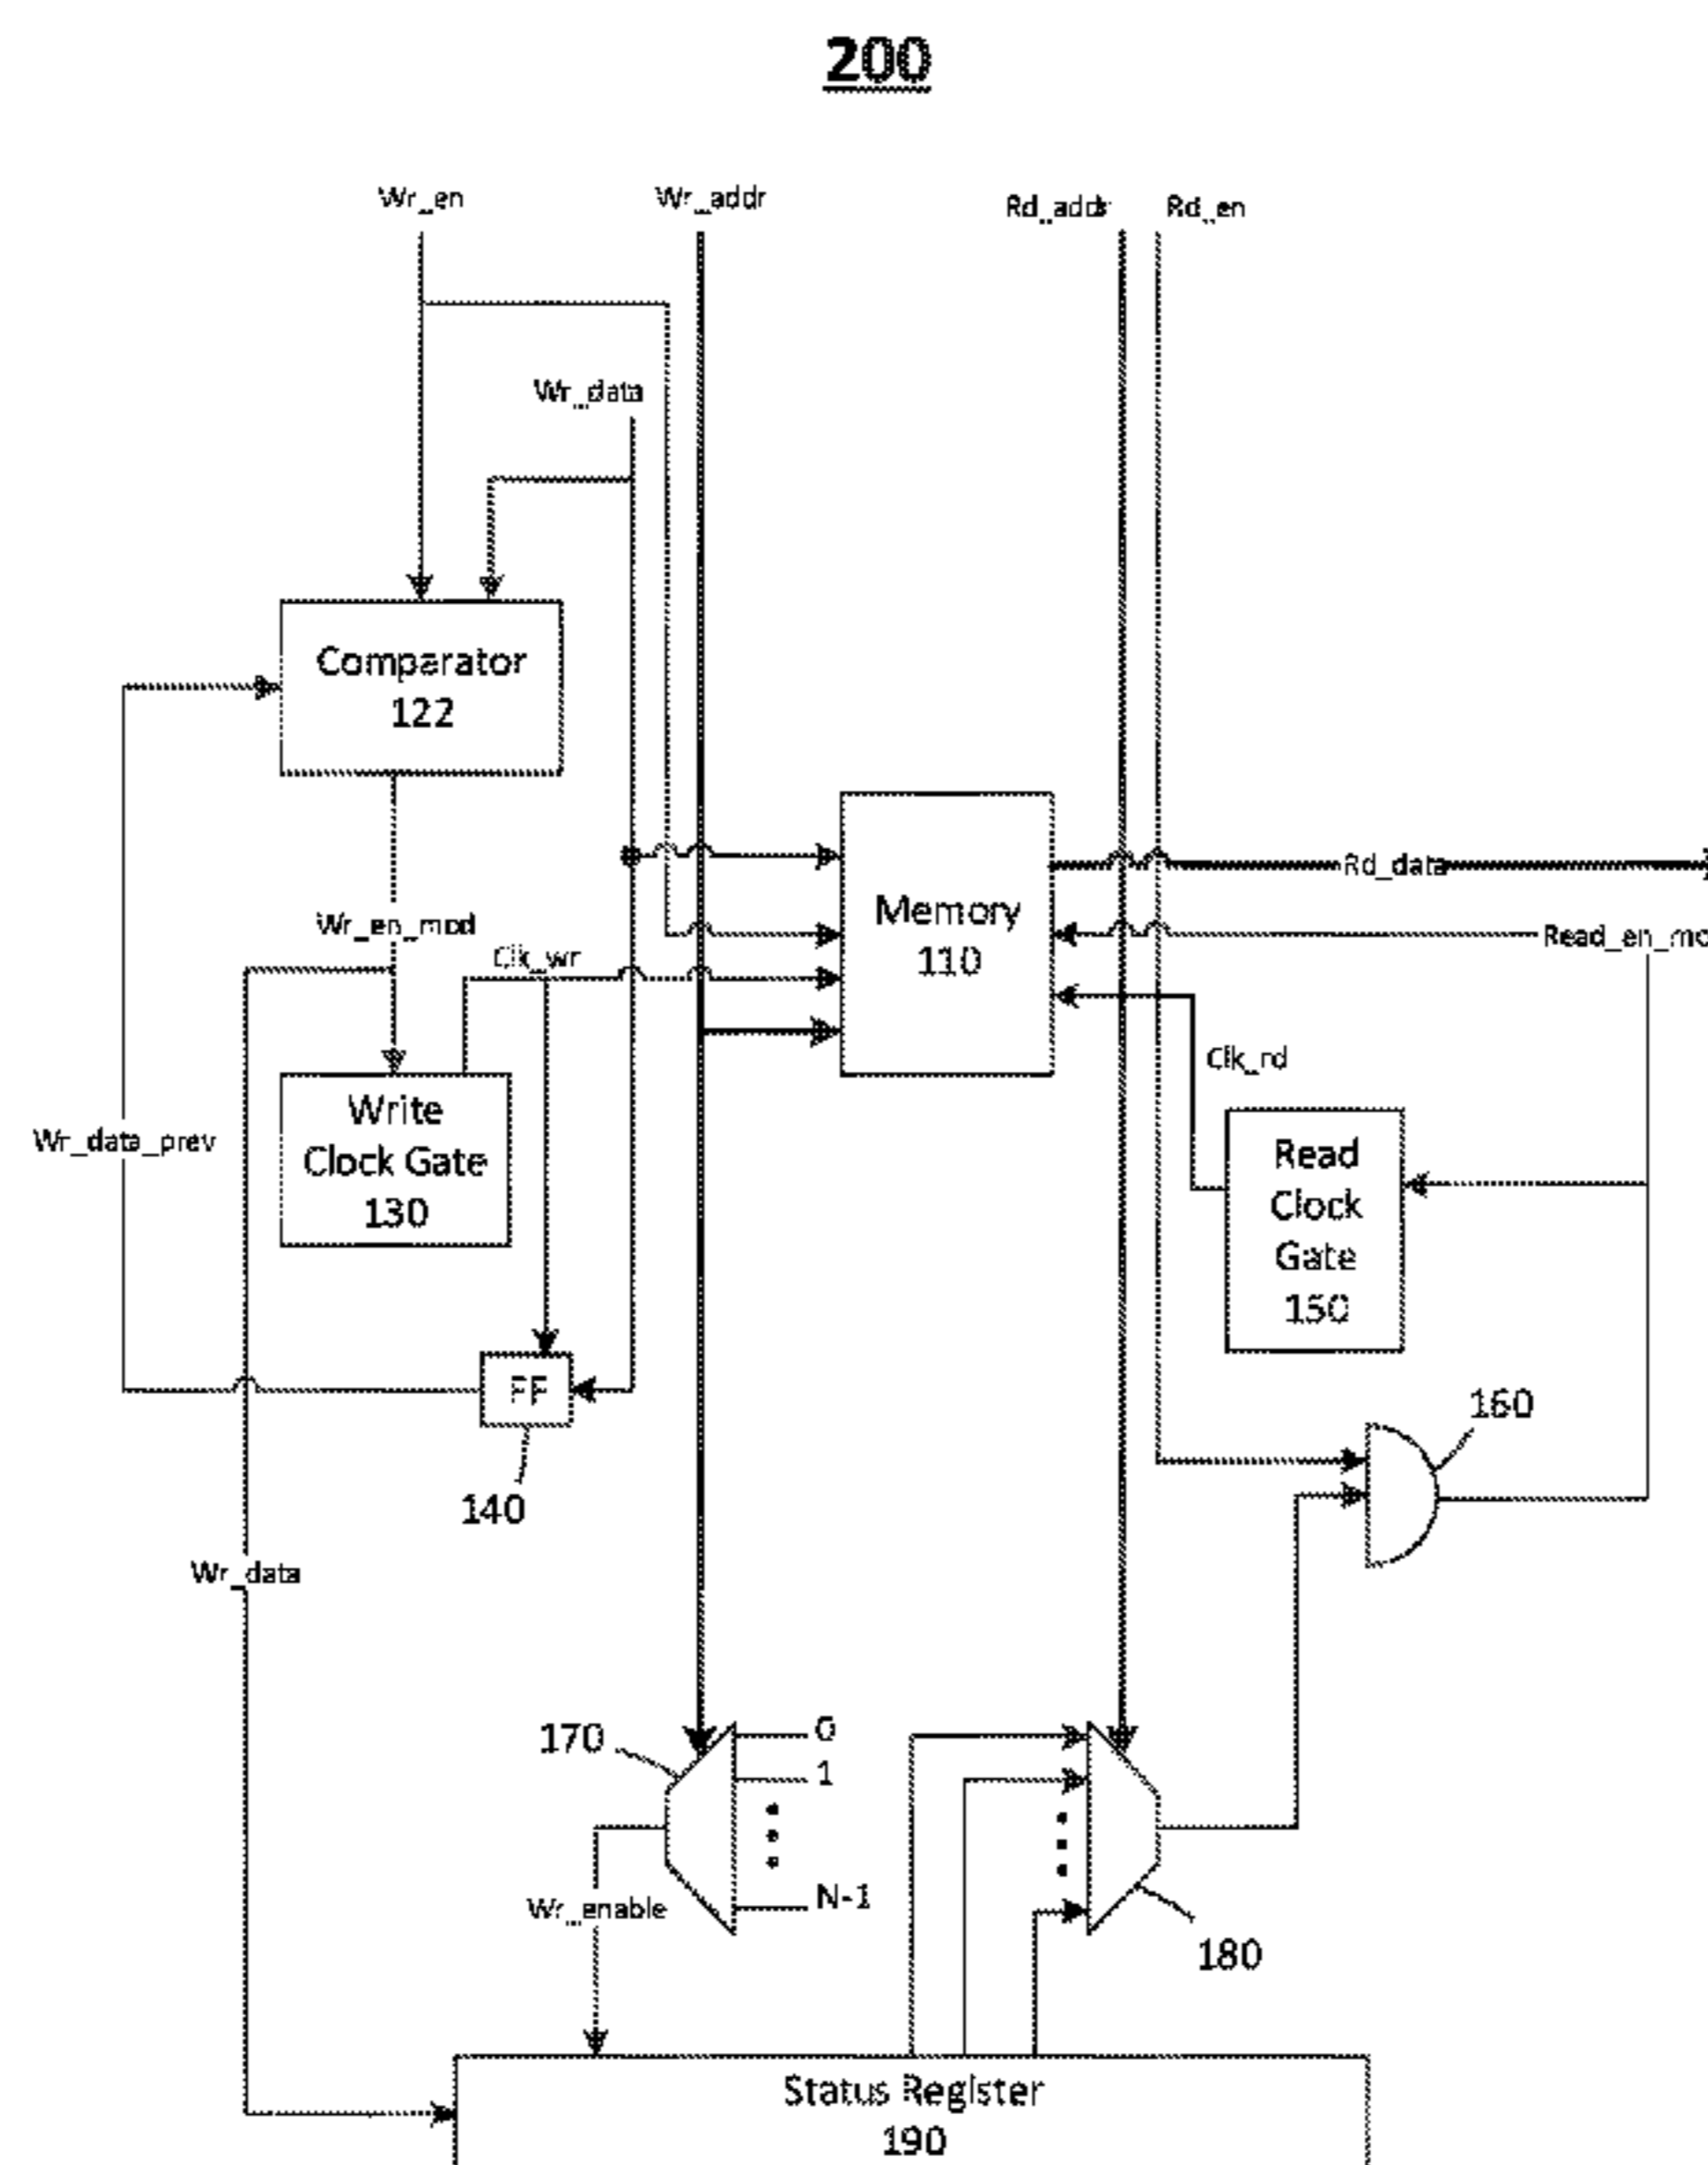 200
Wr_en
Wr_addr
Rd_addr
Rd_en
Wr_data
Comparator
122
Memory
110
Rd_data
Wr_en_mod
Clk_wr
Read_en_mo
Clk_rd
Write
Clock Gate
130
Wr_data_prev
Read
Clock
Gate
150
FF
140
160
Wr_data
170
0
1
N-1
Wr_enable
180
Status Register
190